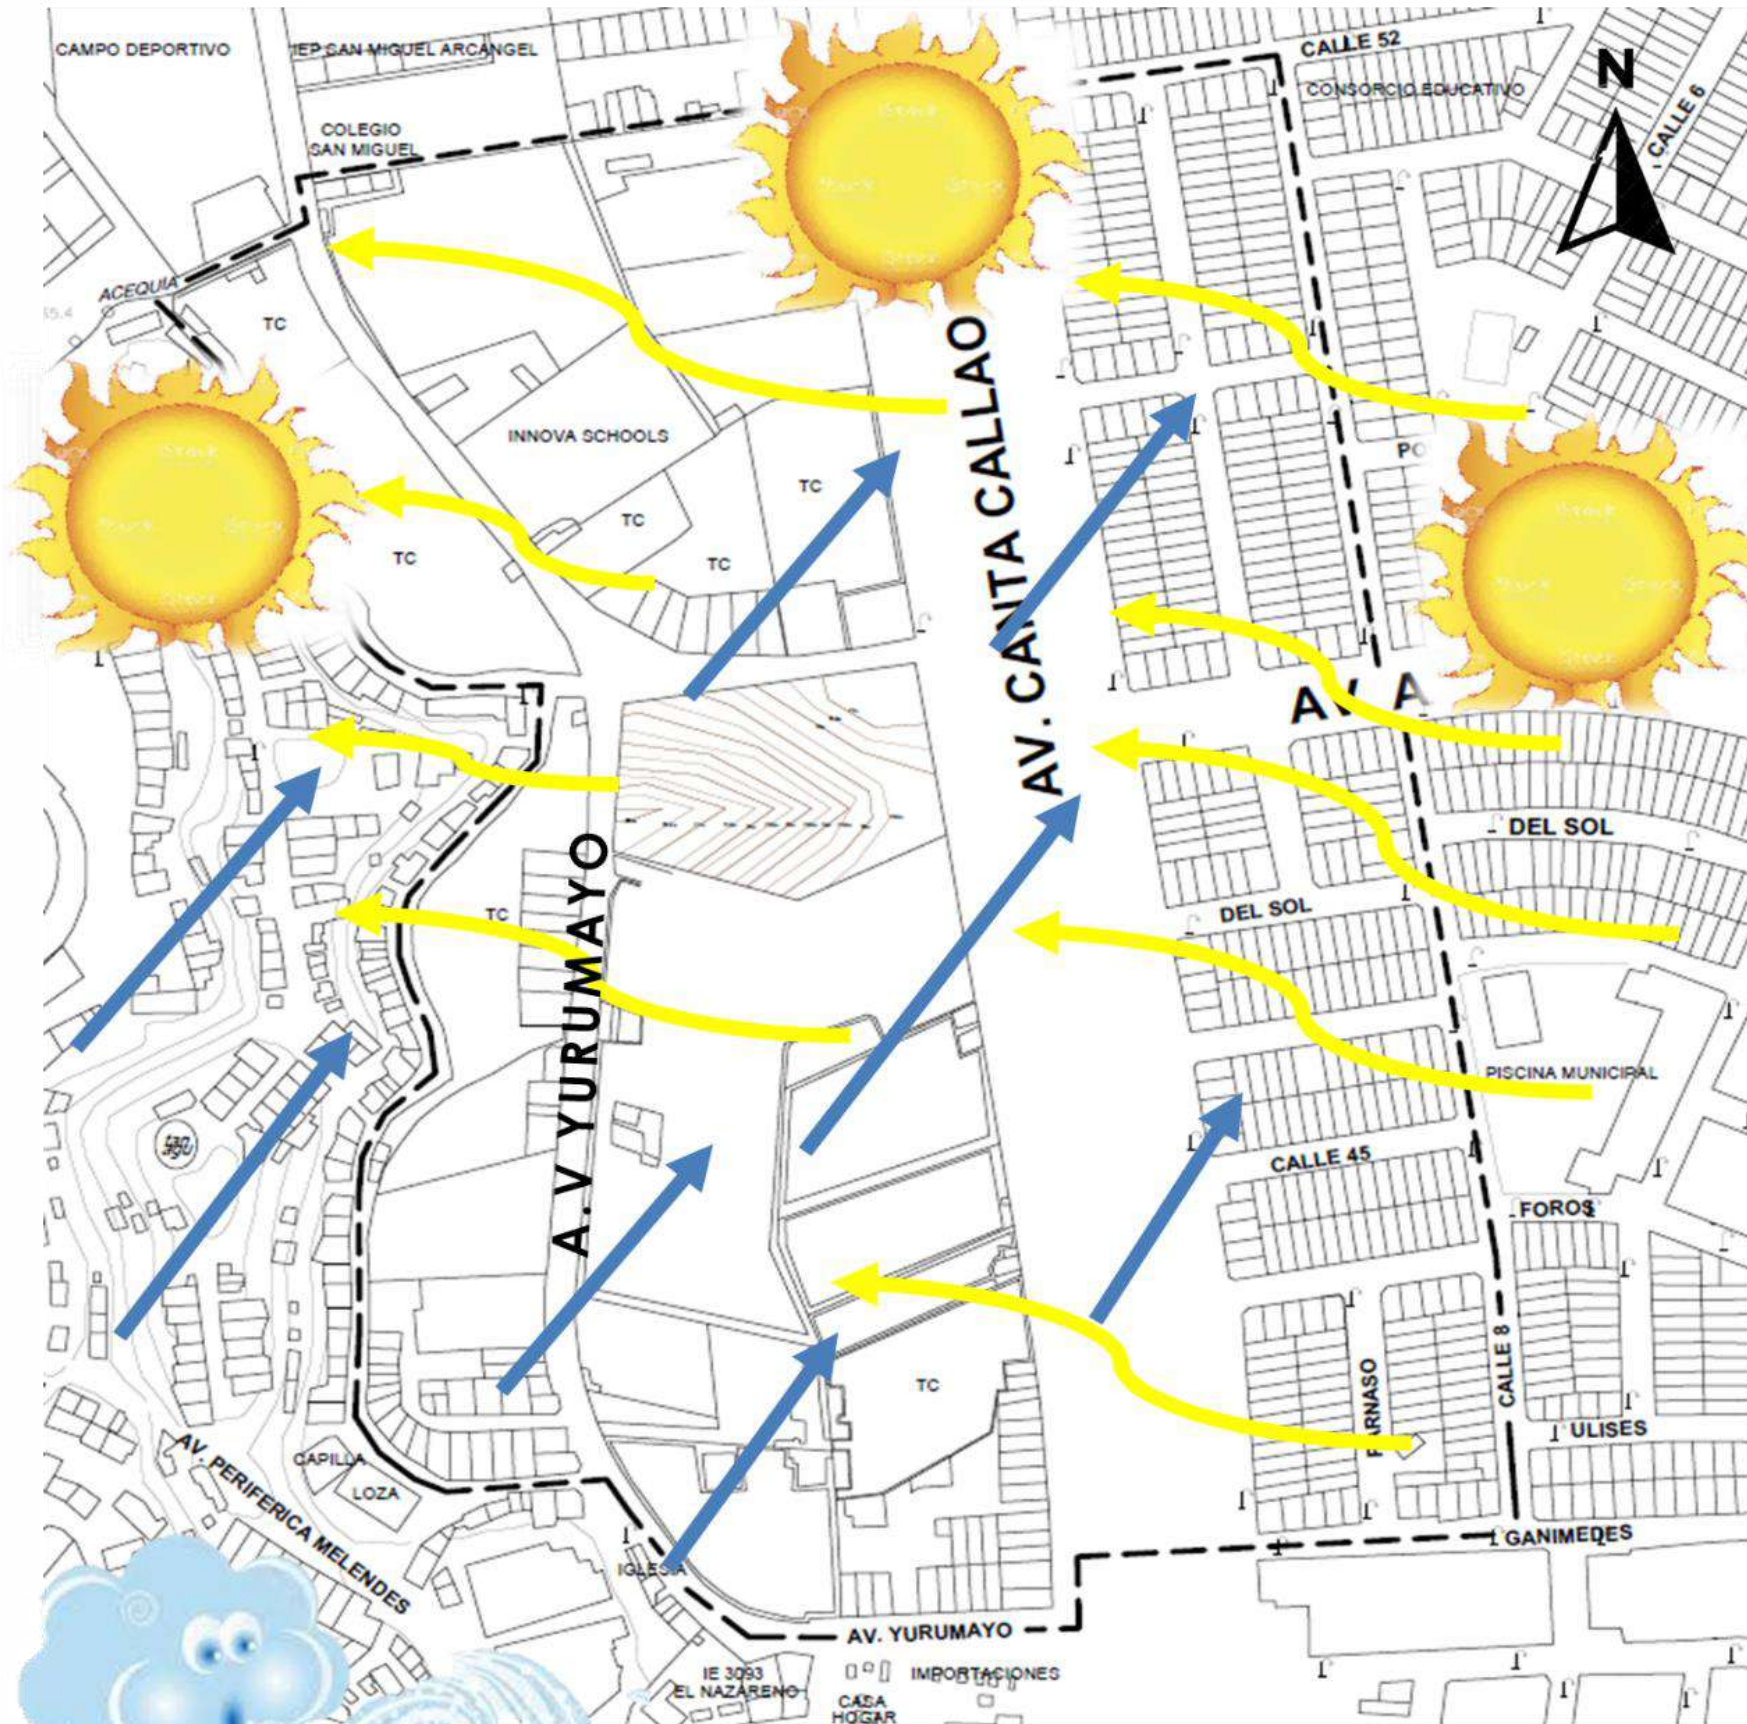 CALLE 52
N
CAMPO DEPORTIVO
IEP SAN MIGUEL ARCANGEL
CONSORCIO EDUCATIVO
CALLE 6
COLEGIO
SAN MIGUEL
ACEQUIA
TC
AV. CANTA CALLAO
INNOVA SCHOOLS
TC
TC
TC
TC
AV. A
DEL SOL
A.V YURUMAYO
TC
DEL SOL
PISCINA MUNICIPAL
CALLE 45
FOROS
TC
PARNASO
CALLE 8
ULISES
AV. PERIFERICA MELENDES
CAPILLA
LOZA
GANIMEDES
IGLESIA
AV. YURUMAYO
IE 3093
EL NAZARENO
IMPORTACIONES
CASA
HOGAR